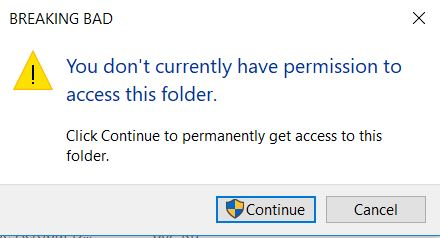 BREAKING BAD
You don't currently have permission to
access this folder.
Click Continue to permanently get access to this
folder.
Continue
Cancel